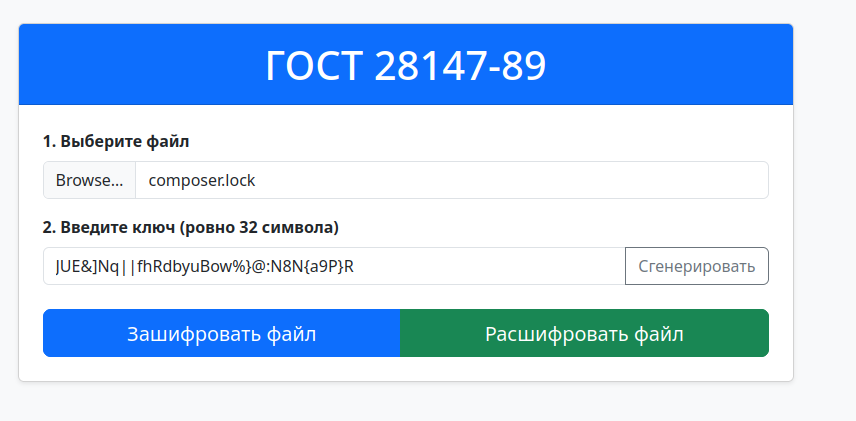 ГОСТ 28147-89
1. Выберите файл
Browse... composer.lock
2. Введите ключ (ровно 32 символа)
JUE&]Nq||fhRdbyuBow%}@:N8N{a9P}R Сгенерировать
Зашифровать файл Расшифровать файл